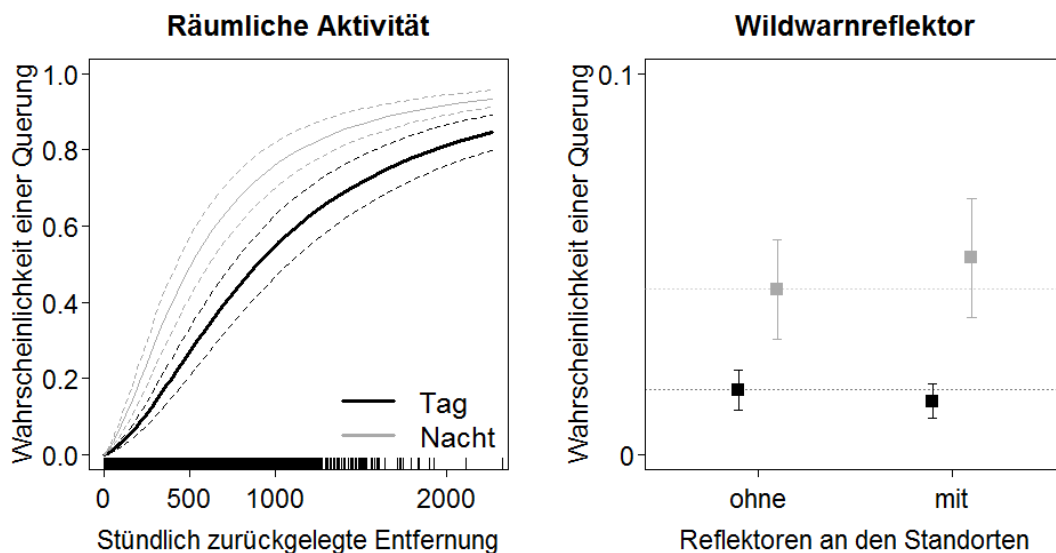 Räumliche Aktivität
Wahrscheinlichkeit einer Querung
1.0
0.8
0.6
0.4
0.2
0.0
Tag
Nacht
0
500
1000
2000
Stündlich zurückgelegte Entfernung
Wildwarnreflektor
Wahrscheinlichkeit einer Querung
0.1
0
ohne
mit
Reflektoren an den Standorten